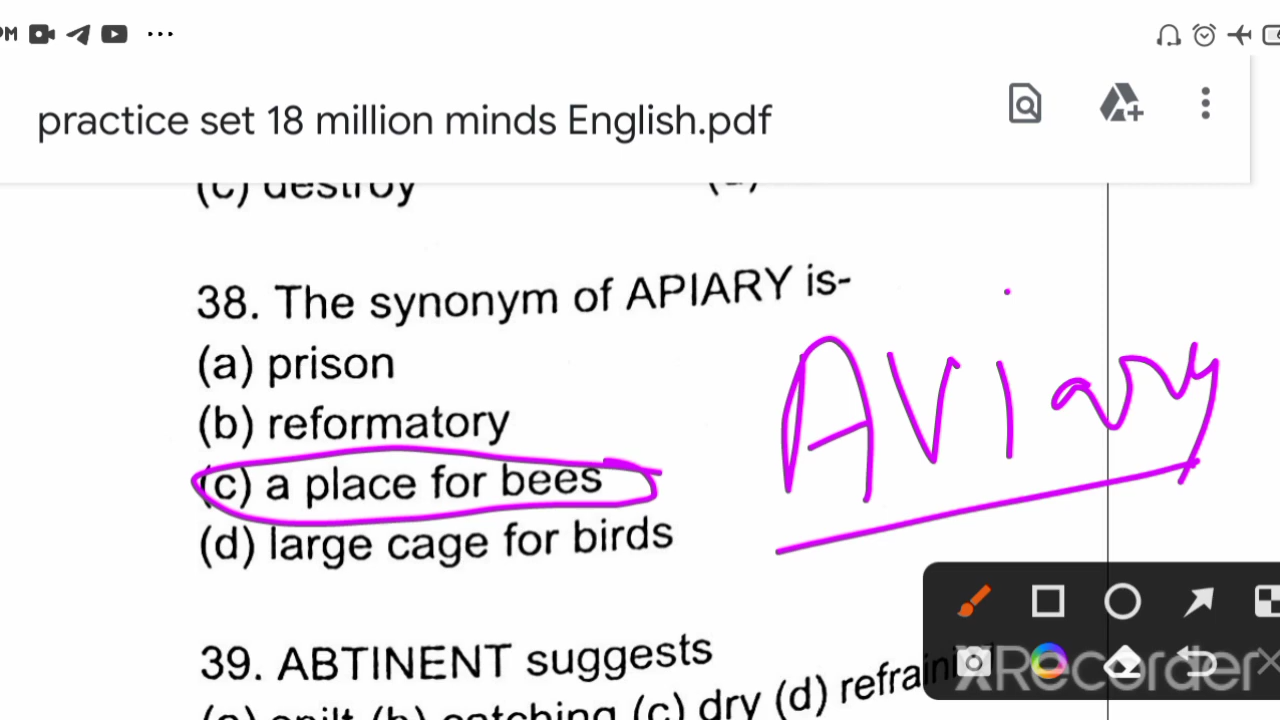 practice set 18 million minds English.pdf
(c) destroy
38. The synonym of APIARY is-
(a) prison
(b) reformatory
(c) a place for bees
(d) large cage for birds
Aviary
39. ABTINENT suggests
(b) catching (c) dry (d)
XRecorder